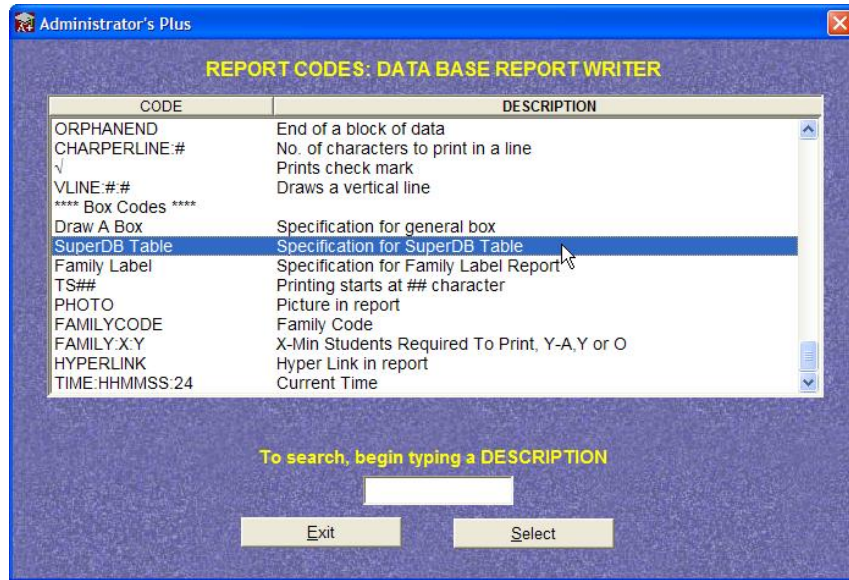 Administrator's Plus
REPORT CODES: DATA BASE REPORT WRITER
CODE DESCRIPTION
ORPHANEND End of a block of data
CHARPERLINE:# No. of characters to print in a line
√ Prints check mark
VLINE:#:# Draws a vertical line
**** Box Codes ****
Draw A Box Specification for general box
SuperDB Table Specification for SuperDB Table
Family Label Specification for Family Label Report
TS## Printing starts at ## character
PHOTO Picture in report
FAMILYCODE Family Code
FAMILY:X:Y X-Min Students Required To Print, Y-A,Y or O
HYPERLINK Hyper Link in report
TIME:HHMMSS:24 Current Time
To search, begin typing a DESCRIPTION
Exit Select